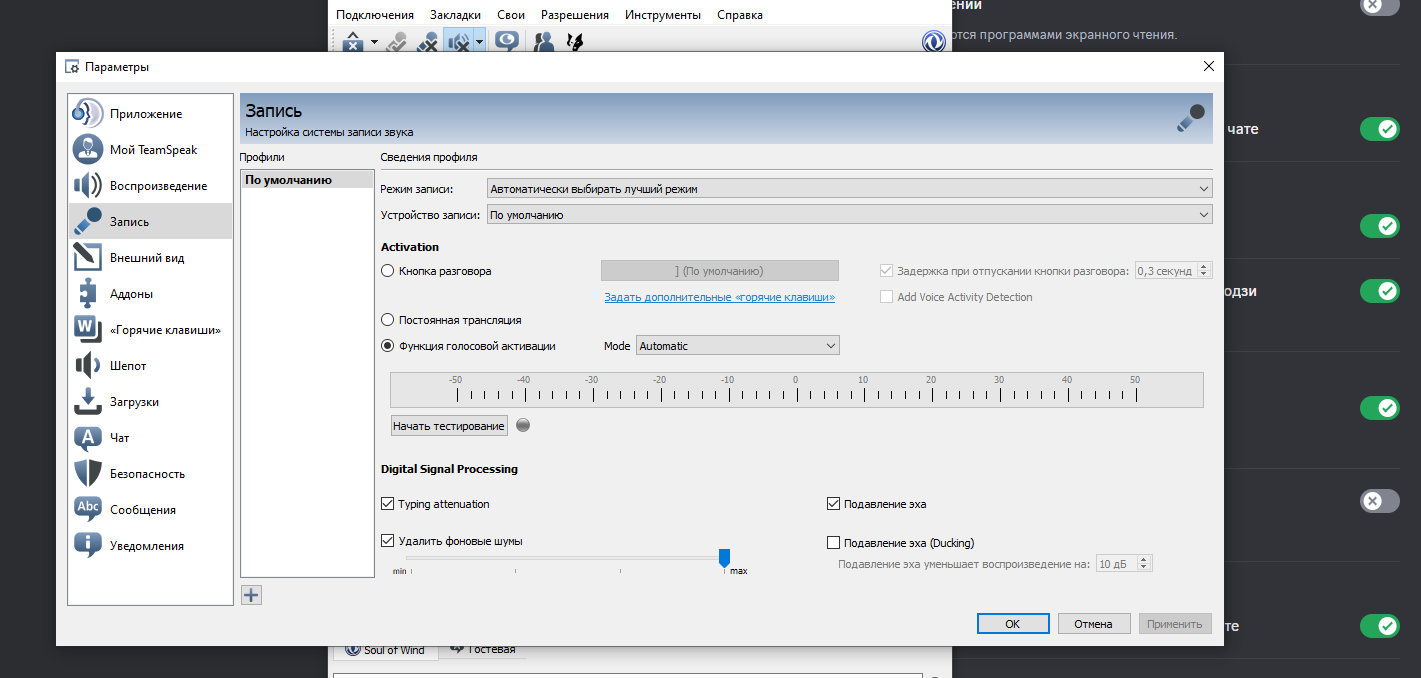 Подключения Закладки Свои Разрешения Инструменты Справка
ются программами экранного чтения.
Параметры
Приложение
Мой TeamSpeak
Воспроизведение
Запись
Внешний вид
Аддоны
«Горячие клавиши»
Шепот
Загрузки
Чат
Безопасность
Сообщения
Уведомления
Запись
Настройка системы записи звука
Профили
По умолчанию
Сведения профиля
Режим записи: Автоматически выбирать лучший режим
Устройство записи: По умолчанию
Activation
Кнопка разговора ] (По умолчанию) Задержка при отпускании кнопки разговора: 0,3 секунд
Задать дополнительные «горячие клавиши» Add Voice Activity Detection
Постоянная трансляция
Функция голосовой активации Mode Automatic
-50 -40 -30 -20 -10 0 10 20 30 40 50
Начать тестирование
Digital Signal Processing
Typing attenuation Подавление эха
Удалить фоновые шумы Подавление эха (Ducking)
min max Подавление эха уменьшает воспроизведение на: 10 дБ
OK Отмена Применить
чате
одзи
те
Soul of Wind Гостевая